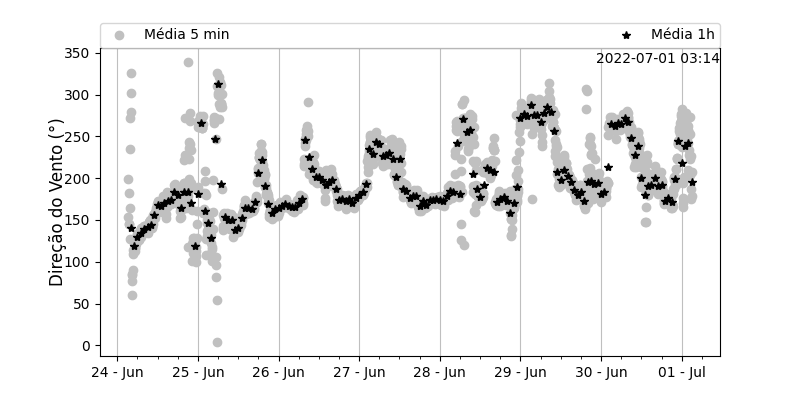 Média 5 min
Média 1h
2022-07-01 03:14
Direção do Vento (°)
350
300
250
200
150
100
50
0
24 - Jun
25 - Jun
26 - Jun
27 - Jun
28 - Jun
29 - Jun
30 - Jun
01 - Jul